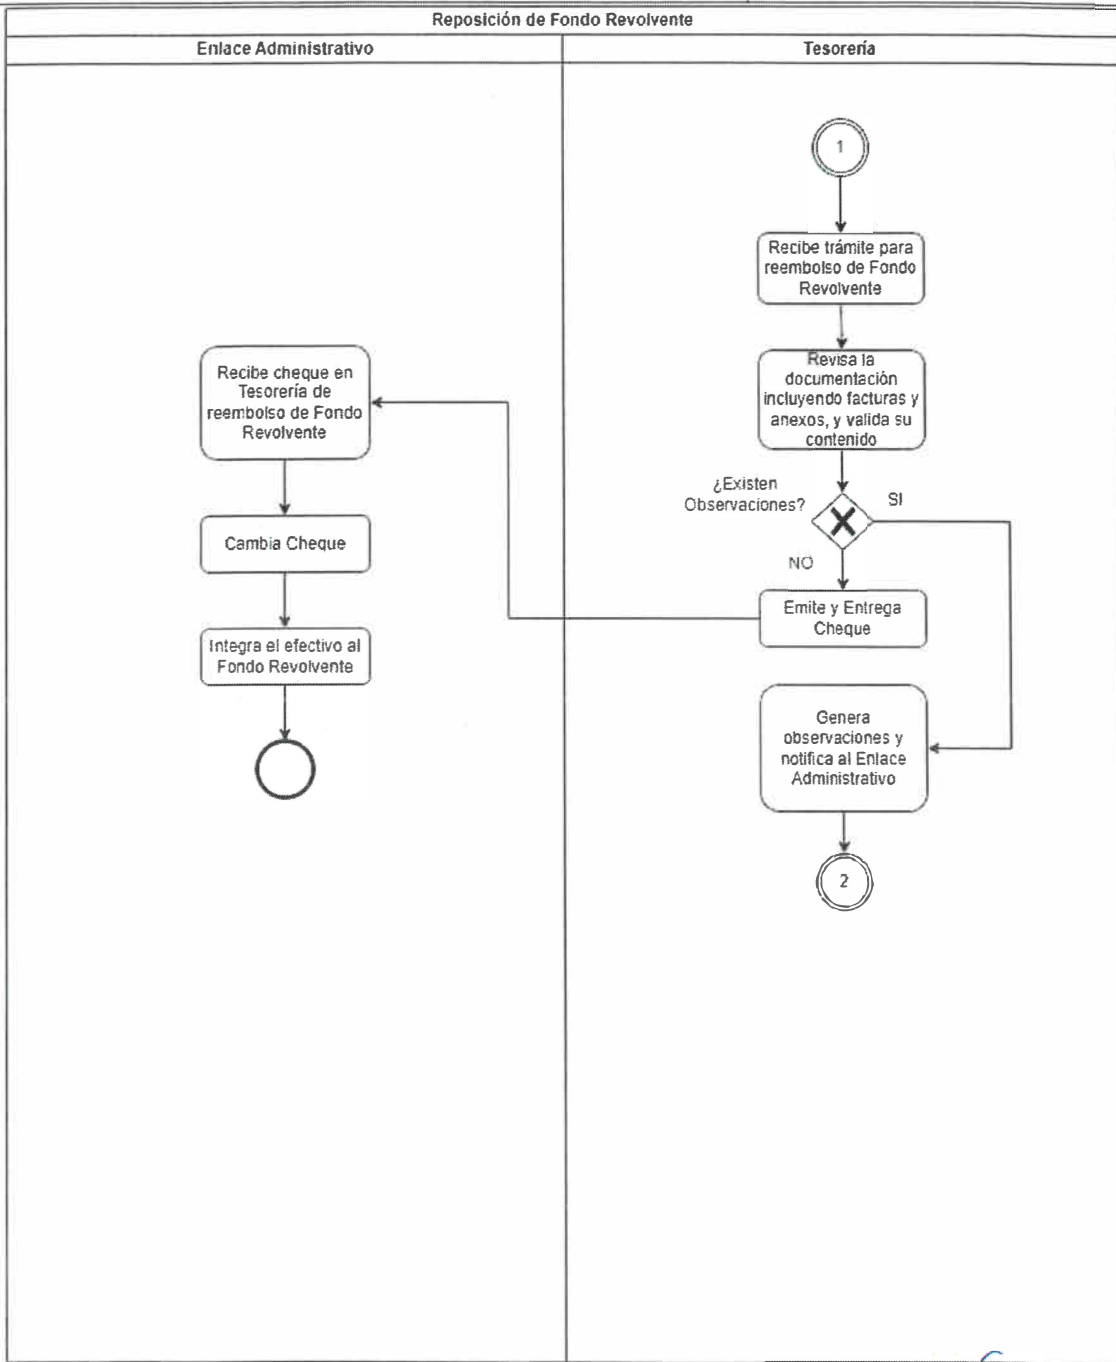 Reposición de Fondo Revolvente
Enlace Administrativo
Tesorería
1
Recibe trámite para
reembolso de Fondo
Revolvente
Revisa la
documentación
incluyendo facturas y
anexos, y valida su
contenido
¿Existen
Observaciones?
SI
NO
Emite y Entrega
Cheque
Genera
observaciones y
notifica al Enlace
Administrativo
2
Recibe cheque en
Tesorería de
reembolso de Fondo
Revolvente
Cambia Cheque
Integra el efectivo al
Fondo Revolvente